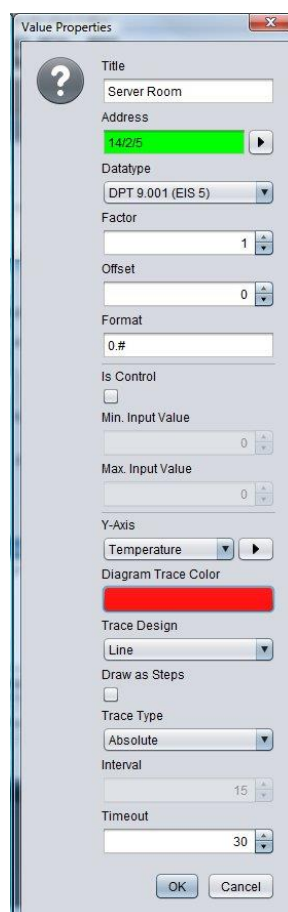 Value Properties
Title
Server Room
Address
14/2/5
Datatype
DPT 9.001 (EIS 5)
Factor
1
Offset
0
Format
0.#
Is Control
Min. Input Value
0
Max. Input Value
0
Y-Axis
Temperature
Diagram Trace Color
Trace Design
Line
Draw as Steps
Trace Type
Absolute
Interval
15
Timeout
30
OK Cancel